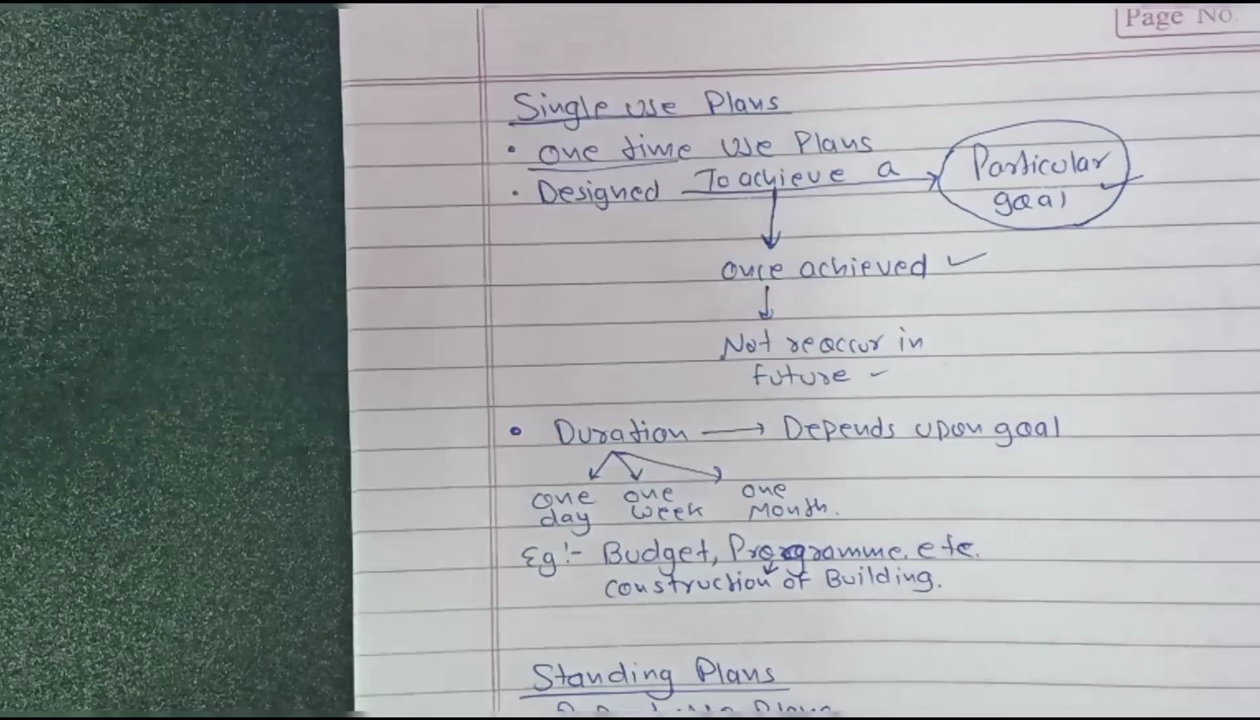 Page No
Single Use Plans
• One time Use Plans
• Designed To achieve a → Particular goal
Once achieved ✓
↓
Not reaccur in
future
• Duration → Depends upon goal
one day one week one Month.
Eg:- Budget, Programme, etc.
Construction of Building.
Standing Plans